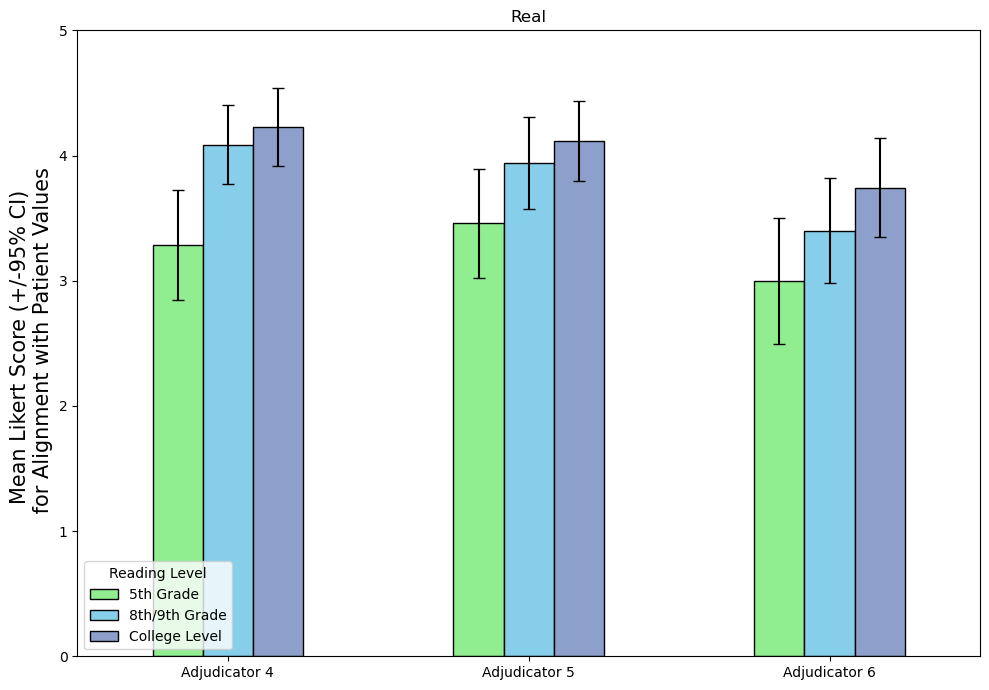 Real
Mean Likert Score (+/-95% CI)
for Alignment with Patient Values
5
4
3
2
1
0
Reading Level
5th Grade
8th/9th Grade
College Level
Adjudicator 4
Adjudicator 5
Adjudicator 6